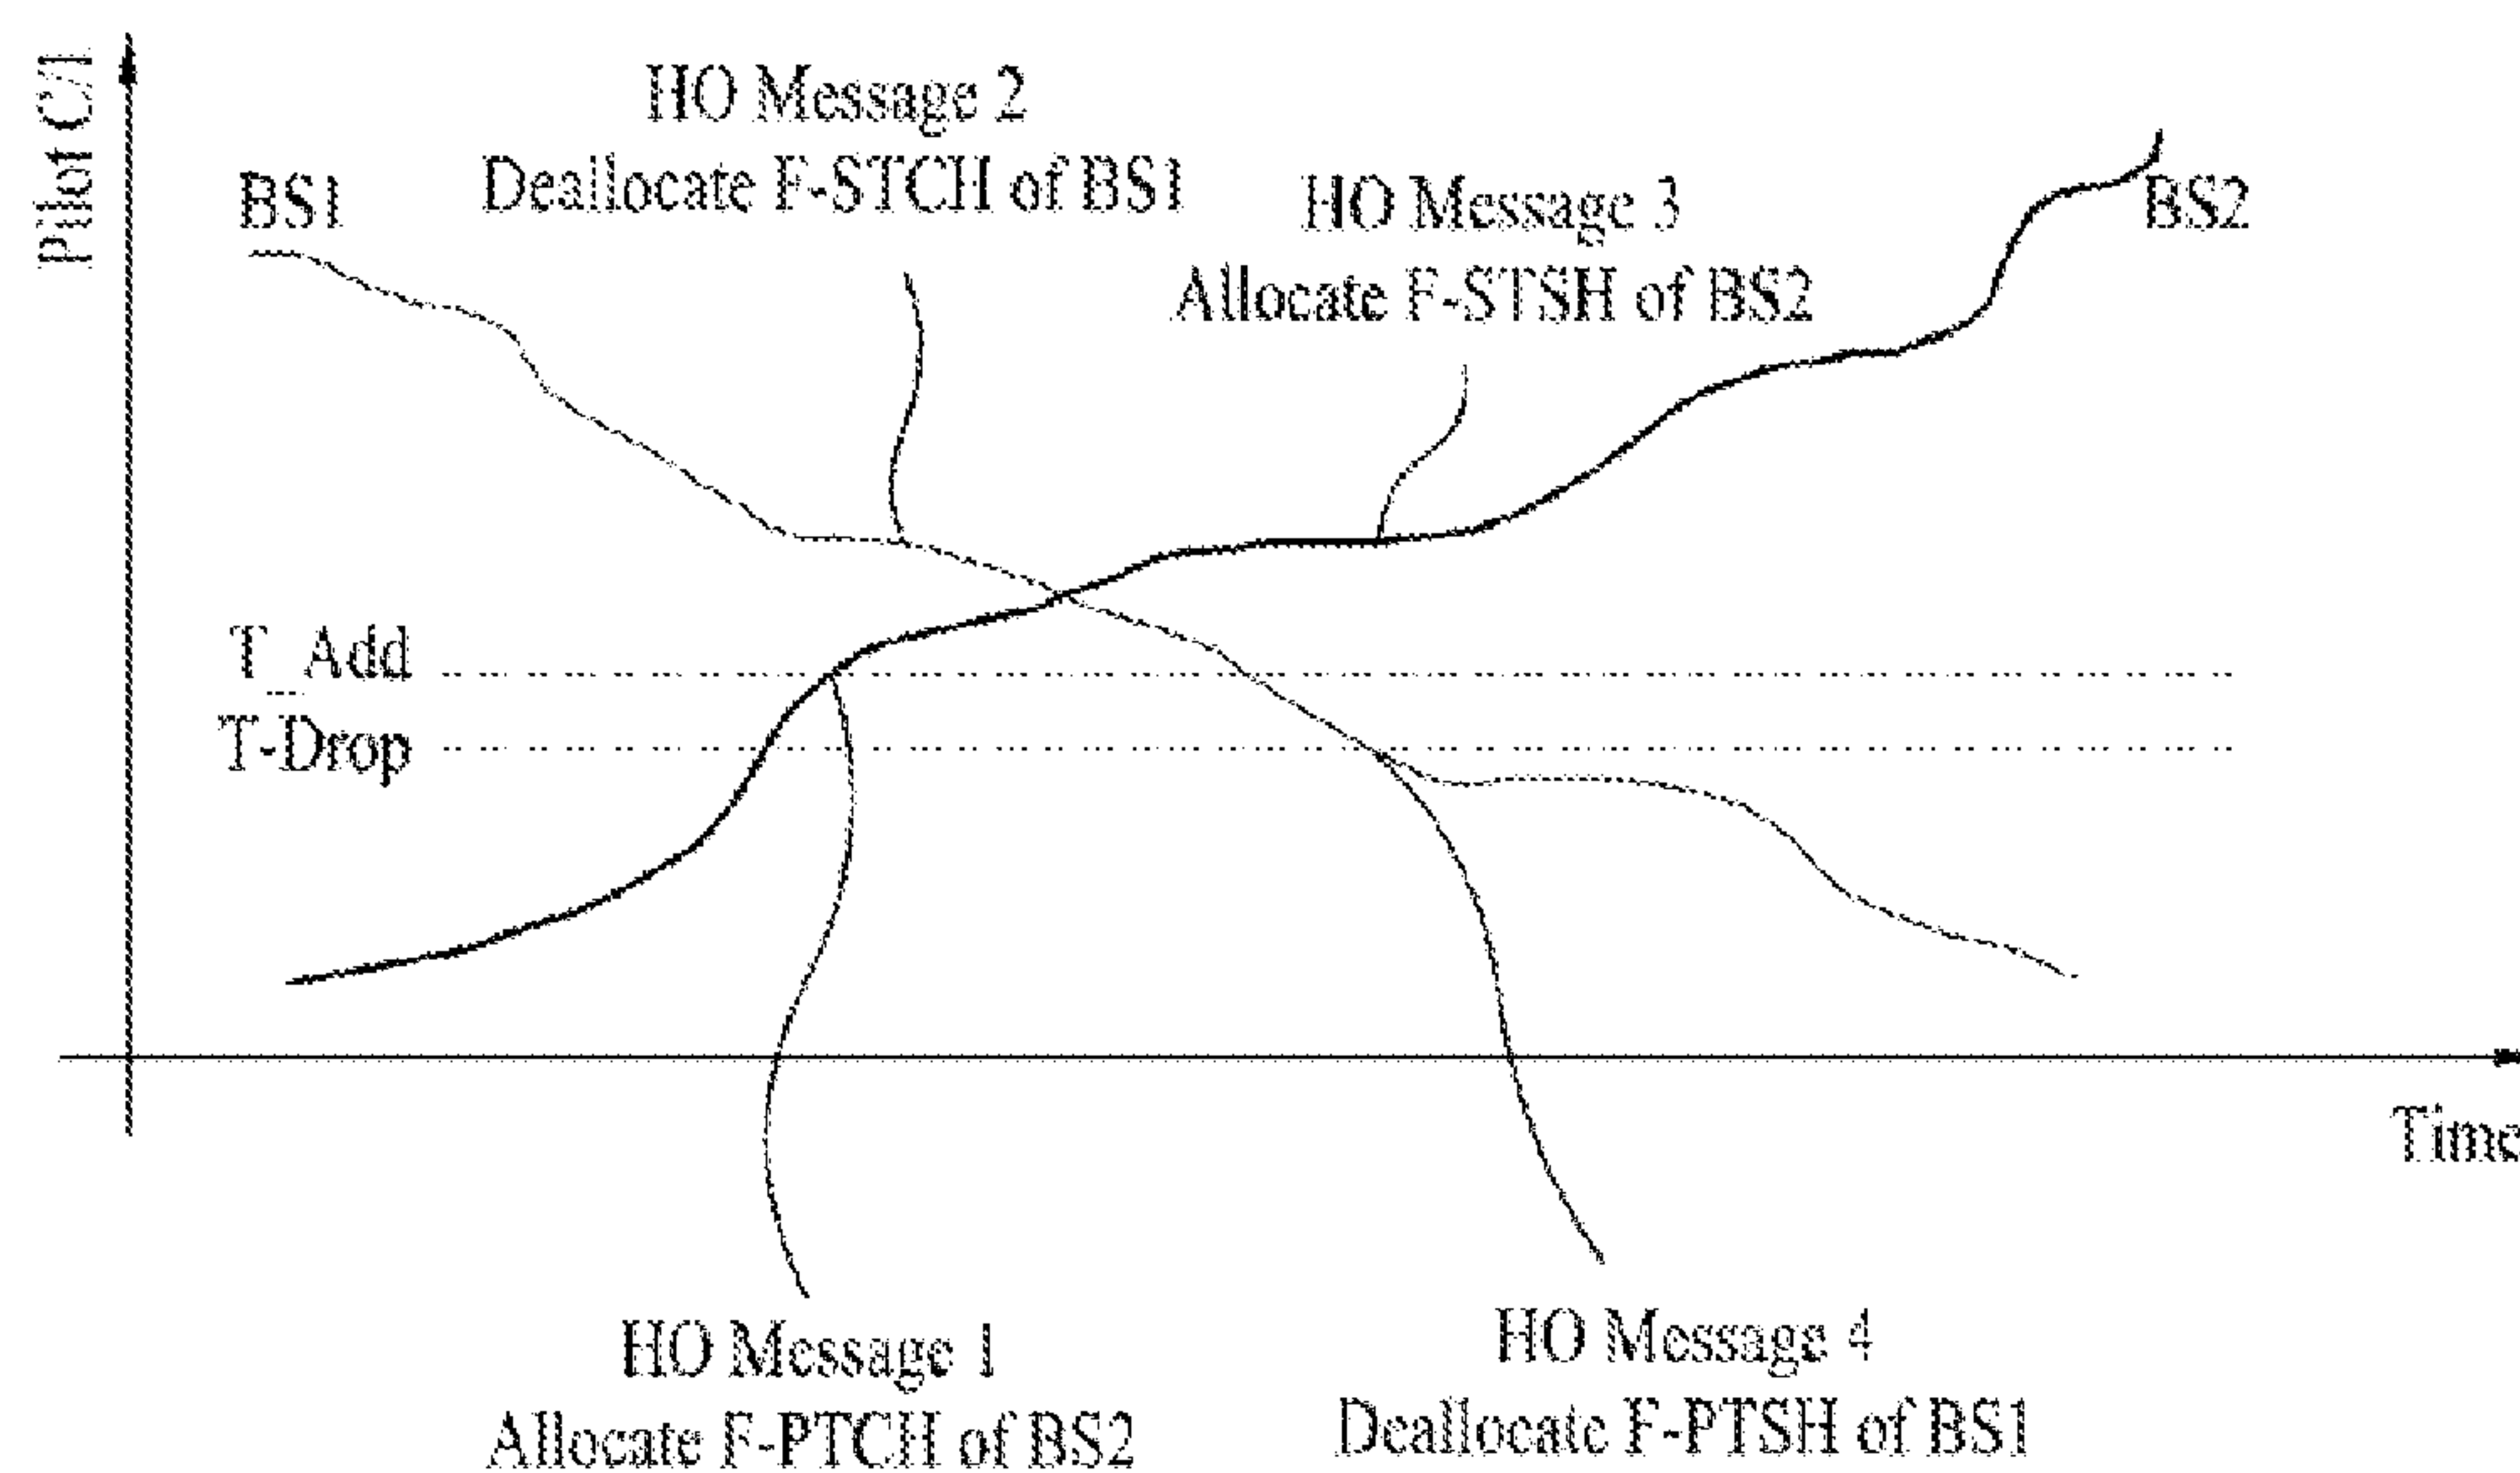 Pilot C/I
HO Message 2
Deallocate F-STCH of BS1
BS1
HO Message 3
Allocate F-STSH of BS2
BS2
T_Add
T-Drop
Time
HO Message 1
Allocate F-PTCH of BS2
HO Message 4
Deallocate F-PTSH of BS1